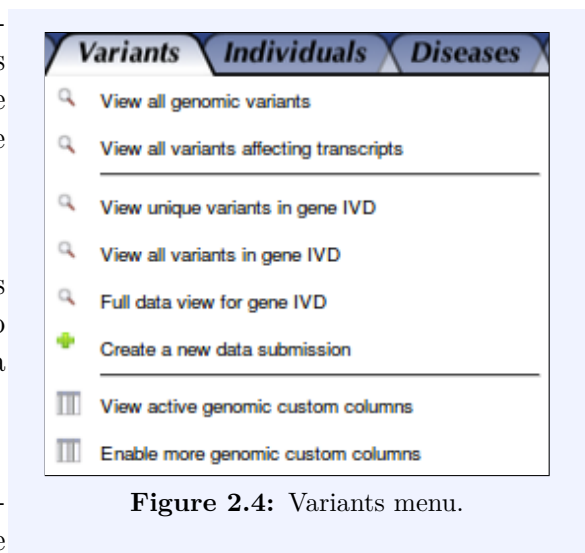 Variants Individuals Diseases
View all genomic variants
View all variants affecting transcripts
View unique variants in gene IVD
View all variants in gene IVD
Full data view for gene IVD
Create a new data submission
View active genomic custom columns
Enable more genomic custom columns
Figure 2.4: Variants menu.